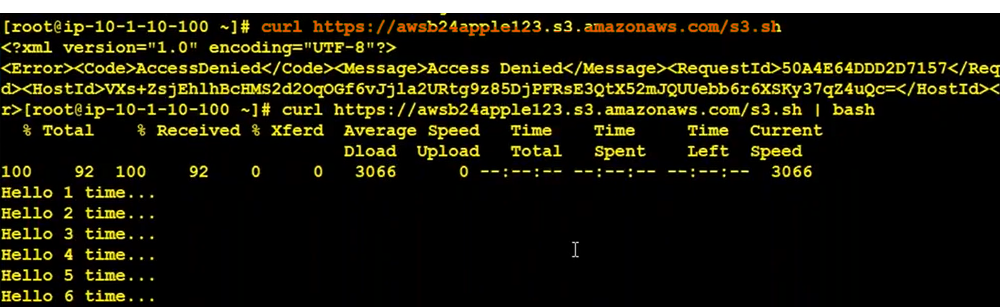 [root@ip-10-1-10-100 ~]# curl https://awsb24apple123.s3.amazonaws.com/s3.sh
<?xml version="1.0" encoding="UTF-8"?>
<Error><Code>AccessDenied</Code><Message>Access Denied</Message><RequestId>50A4E64DDD2D7157</Req
d><HostId>VXs+ZsjEhlhBcHMS2d2OqOGf6vJjla2URtg9z85DjPFRsE3QtX52mJQUUebb6r6XSKy37qZ4uQc=</HostId><
r>[root@ip-10-1-10-100 ~]# curl https://awsb24apple123.s3.amazonaws.com/s3.sh | bash
% Total % Received % Xferd Average Speed Time Time Time Current
Dload Upload Total Spent Left Speed
100 92 100 92 0 0 3066 0 --:--:-- --:--:-- --:--:-- 3066
Hello 1 time...
Hello 2 time...
Hello 3 time...
Hello 4 time...
Hello 5 time...
Hello 6 time...